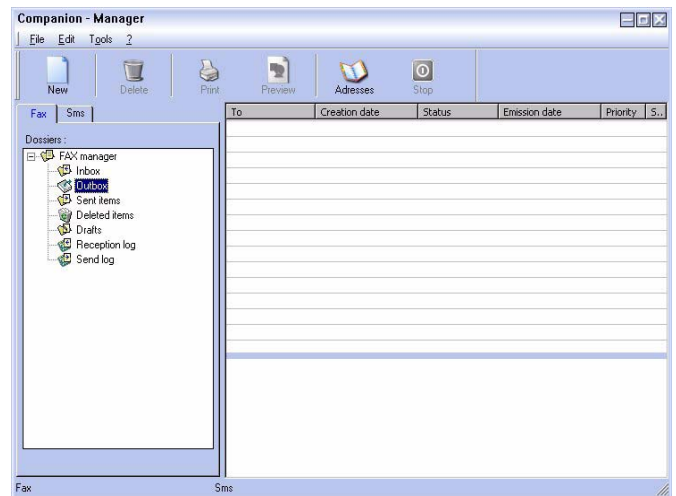 Companion - Manager
File Edit Tools ?
New Delete Print Preview Adresses Stop
Fax Sms
Dossiers :
FAX manager
Inbox
Outbox
Sent items
Deleted items
Drafts
Reception log
Send log
To Creation date Status Emission date Priority S..
Fax Sms